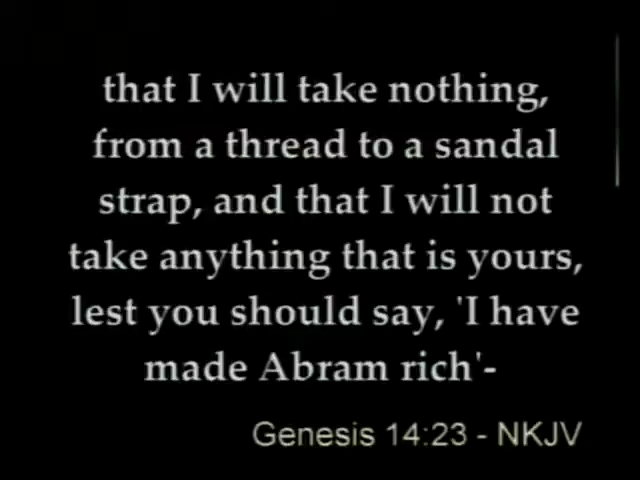 that I will take nothing,
from a thread to a sandal
strap, and that I will not
take anything that is yours,
lest you should say, 'I have
made Abram rich'-
Genesis 14:23 - NKJV